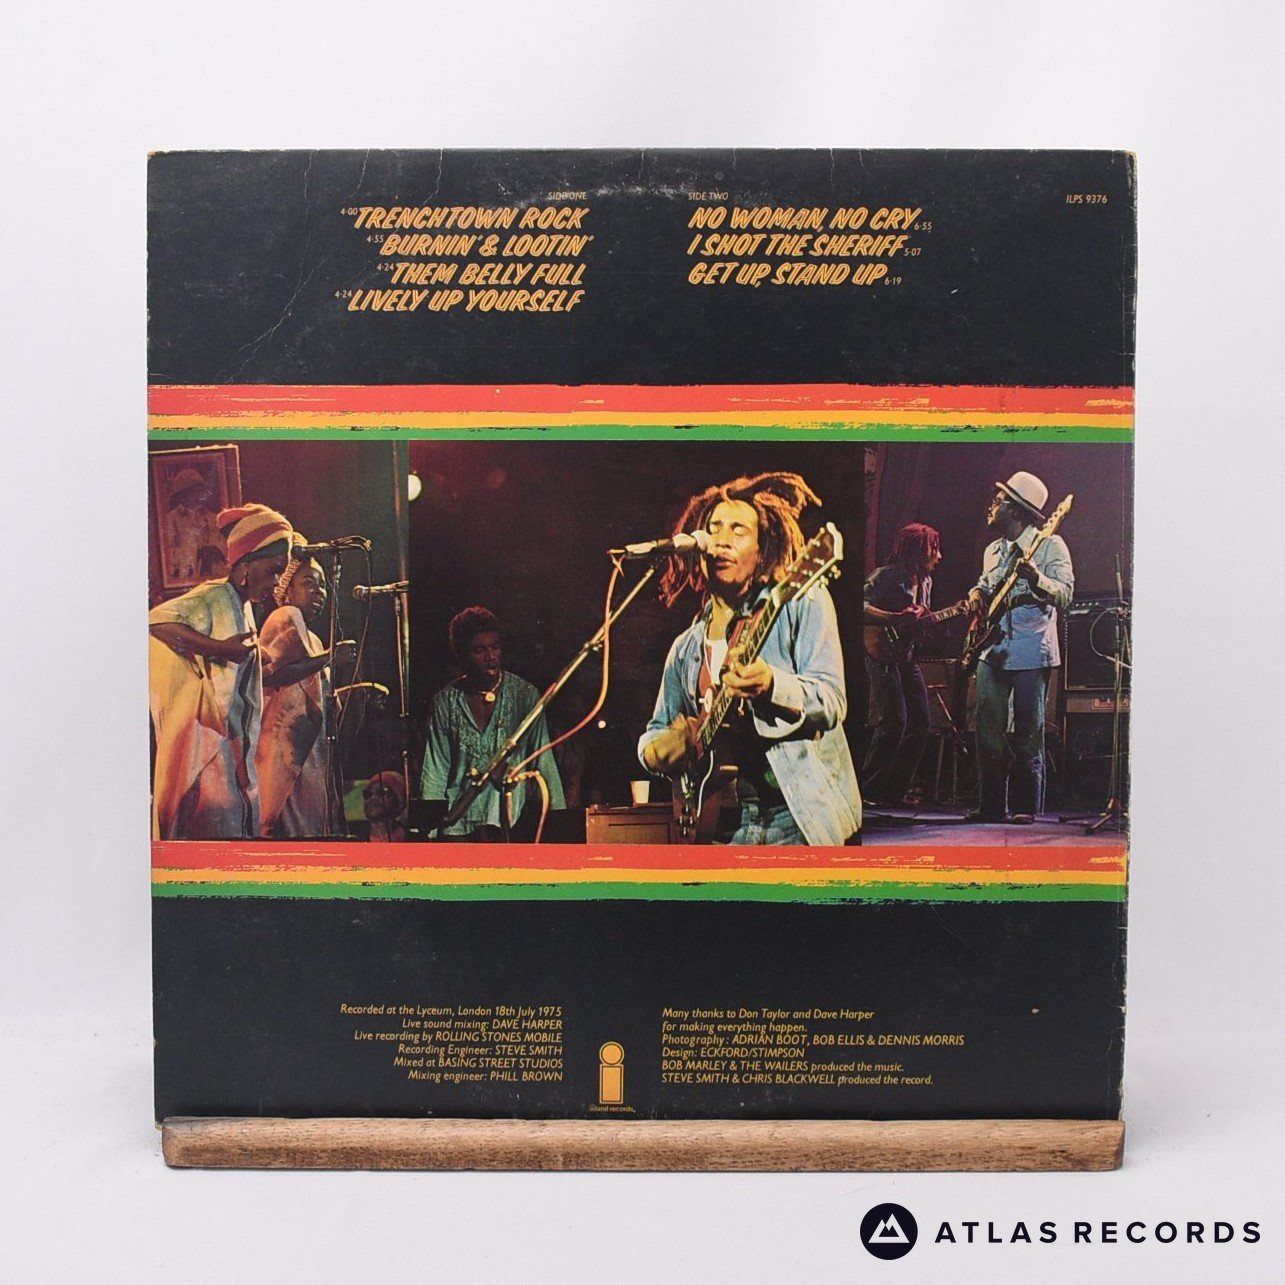 SIDE ONE
4·00 TRENCHTOWN ROCK
4·55 BURNIN' & LOOTIN'
4·24 THEM BELLY FULL
4·24 LIVELY UP YOURSELF
SIDE TWO
NO WOMAN, NO CRY 6·55
I SHOT THE SHERIFF 5·07
GET UP, STAND UP 6·19
ILPS 9376
Recorded at the Lyceum, London 18th July 1975
Live sound mixing: DAVE HARPER
Live recording by ROLLING STONES MOBILE
Recording Engineer: STEVE SMITH
Mixed at BASING STREET STUDIOS
Mixing engineer: PHILL BROWN
island records
Many thanks to Don Taylor and Dave Harper
for making everything happen.
Photography: ADRIAN BOOT, BOB ELLIS & DENNIS MORRIS
Design: ECKFORD/STIMPSON
BOB MARLEY & THE WAILERS produced the music.
STEVE SMITH & CHRIS BLACKWELL produced the record.
ATLAS RECORDS